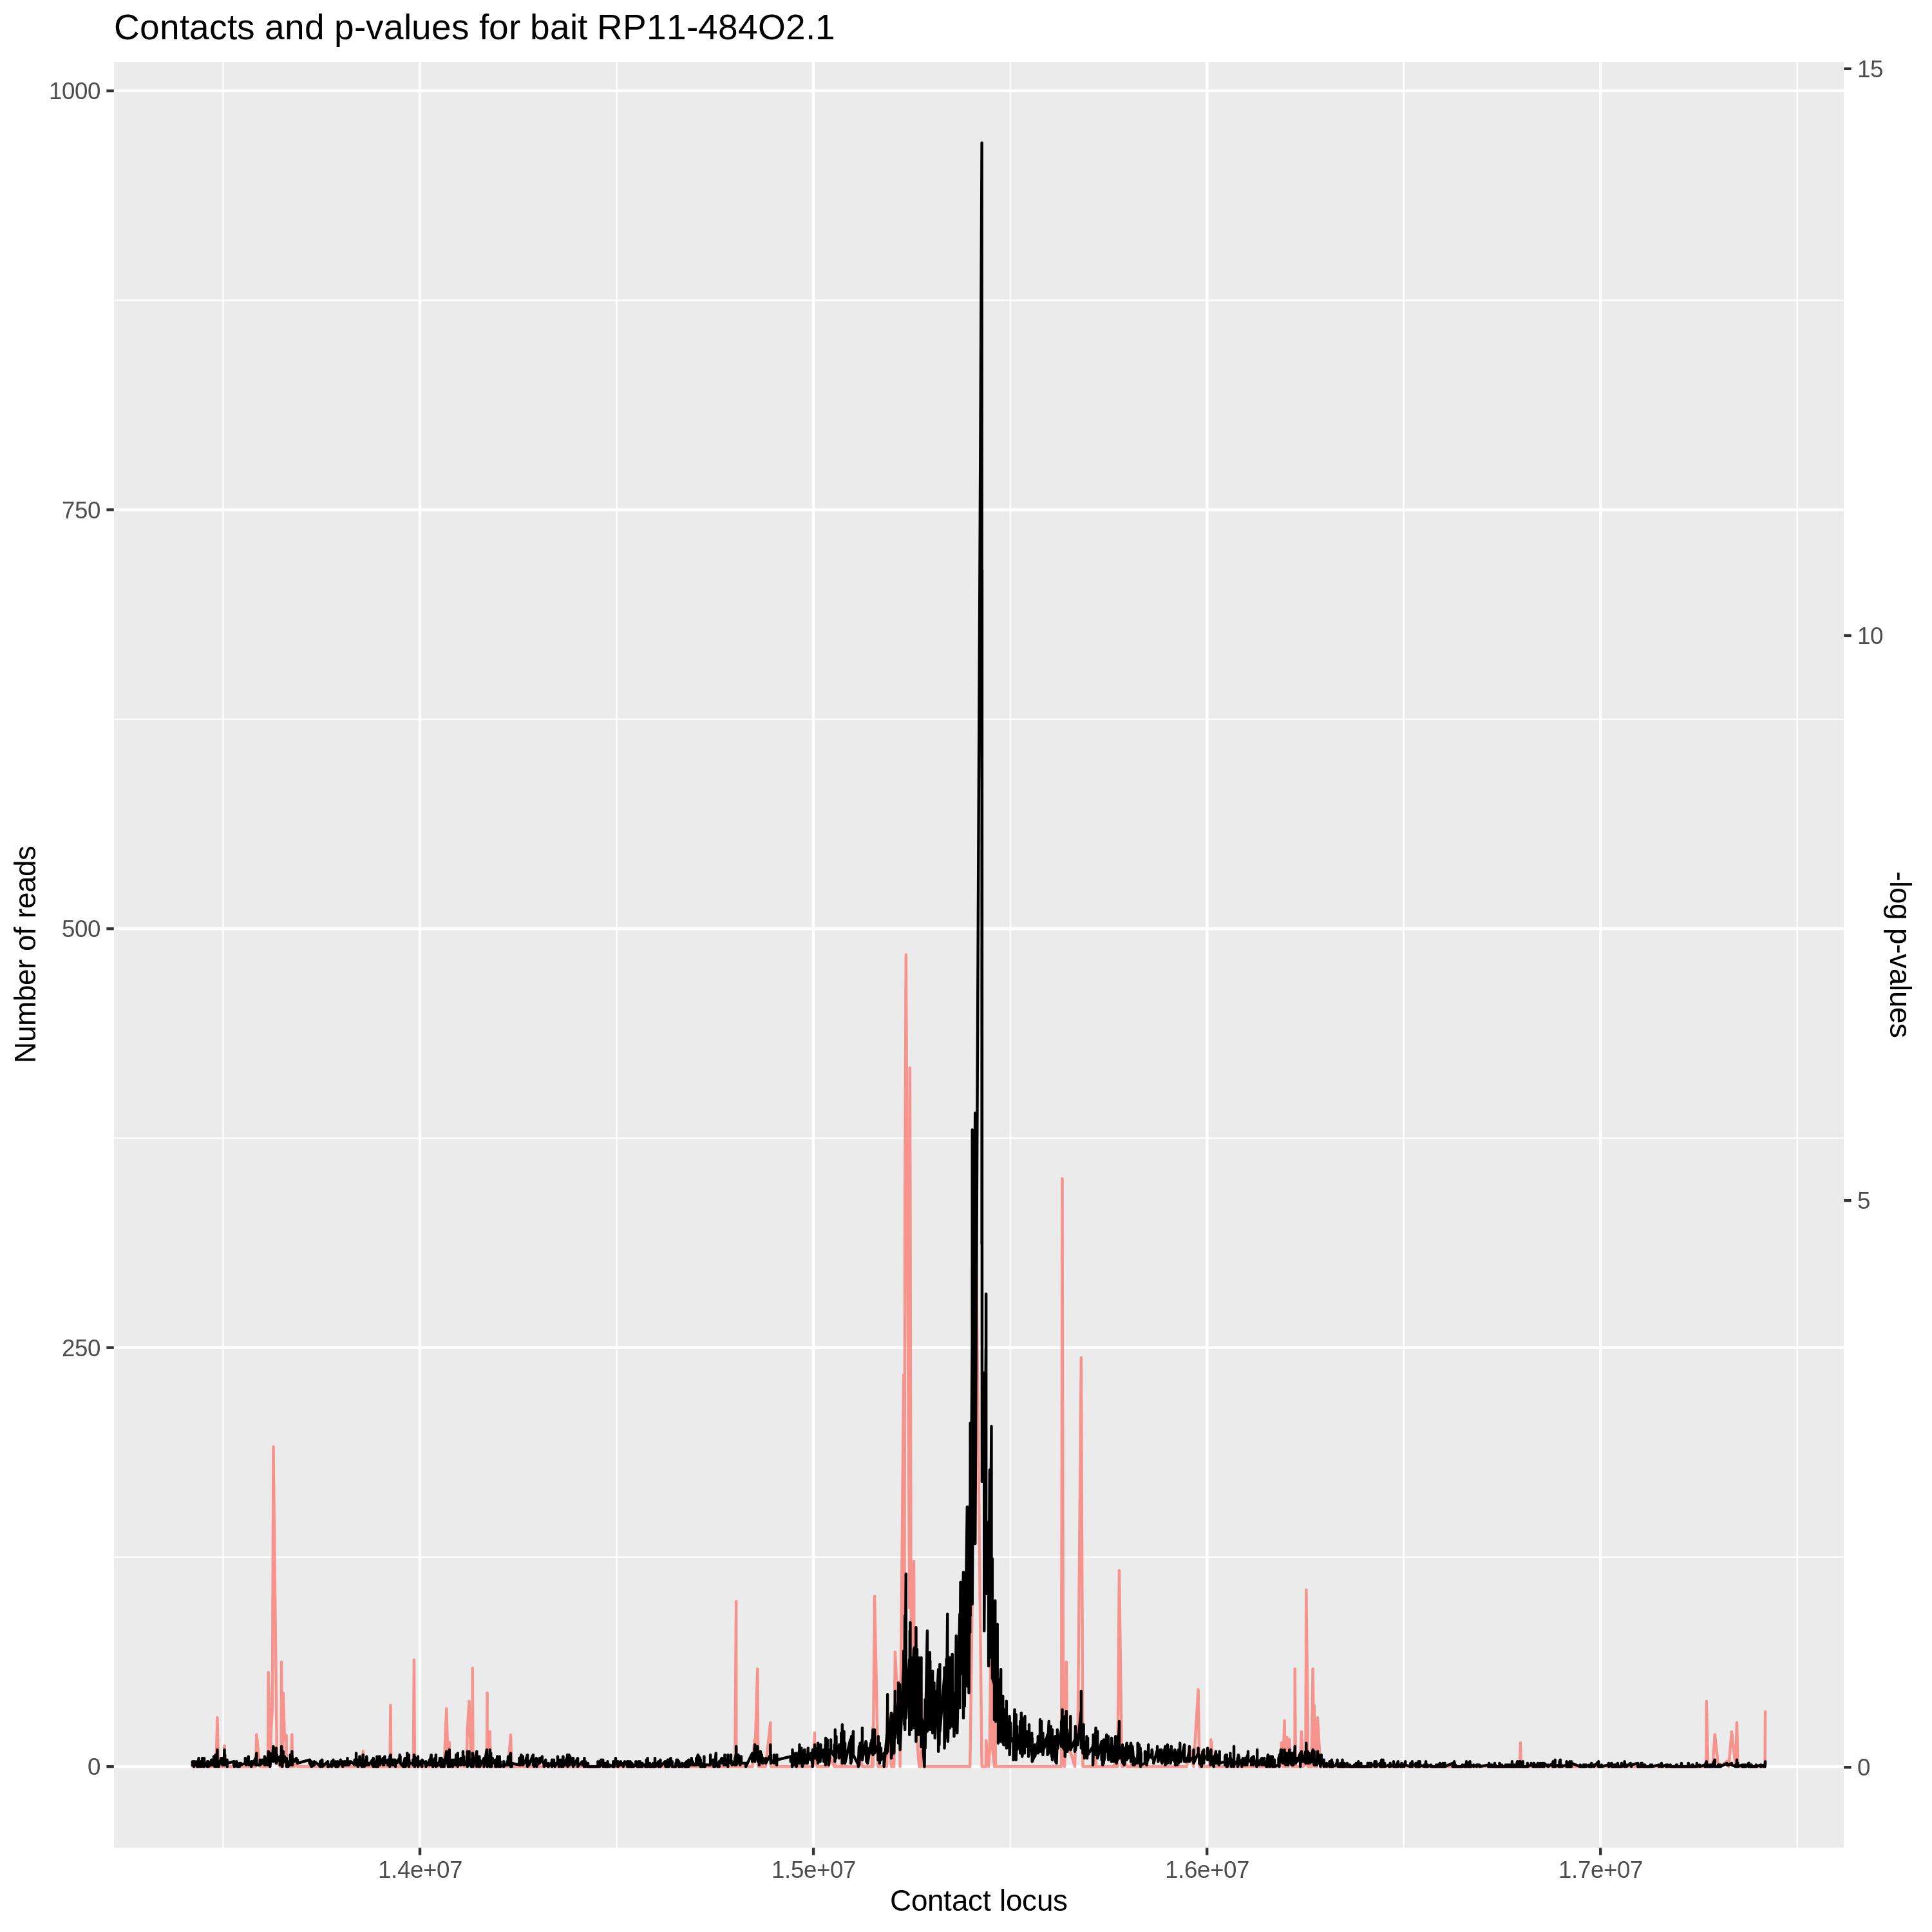 Contacts and p-values for bait RP11-484O2.1
1000
750
500
250
0
15
10
5
0
Number of reads
-log p-values
1.4e+07
1.5e+07
1.6e+07
1.7e+07
Contact locus